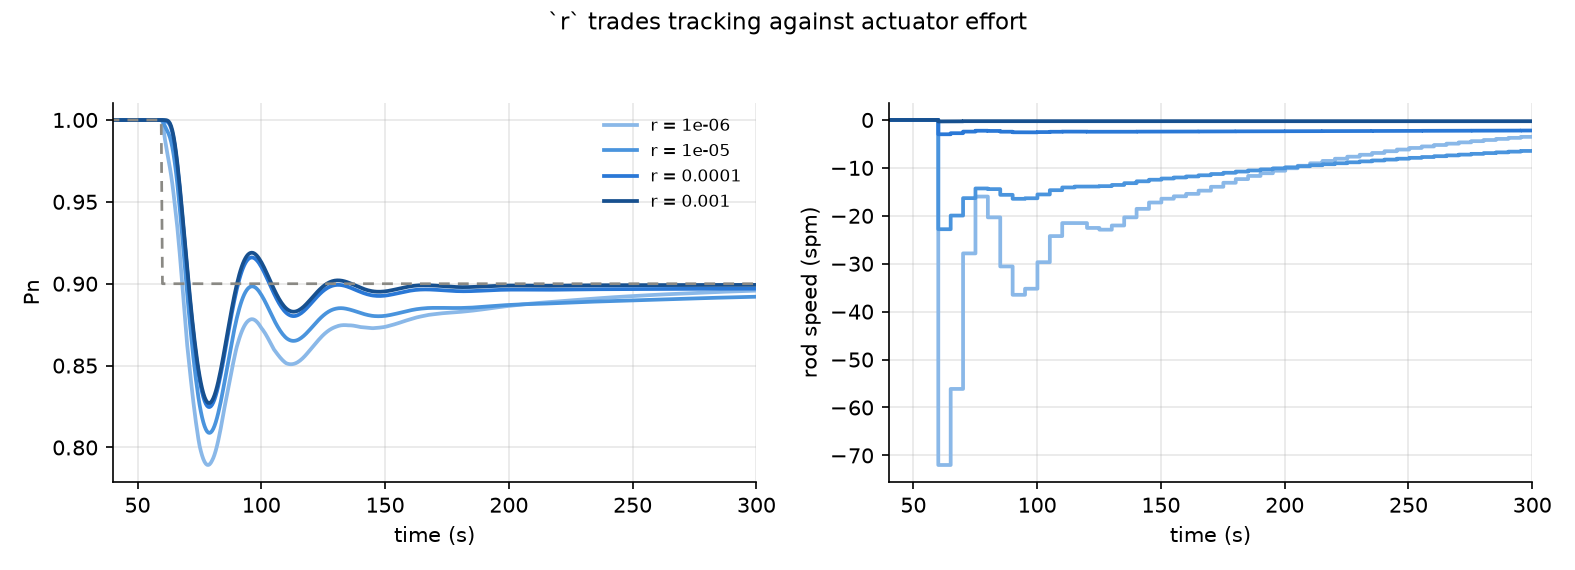 `r` trades tracking against actuator effort
1.00
0.95
0.90
0.85
0.80
Pn
50
100
150
200
250
300
time (s)
r = 1e-06
r = 1e-05
r = 0.0001
r = 0.001
0
−10
−20
−30
−40
−50
−60
−70
rod speed (spm)
50
100
150
200
250
300
time (s)